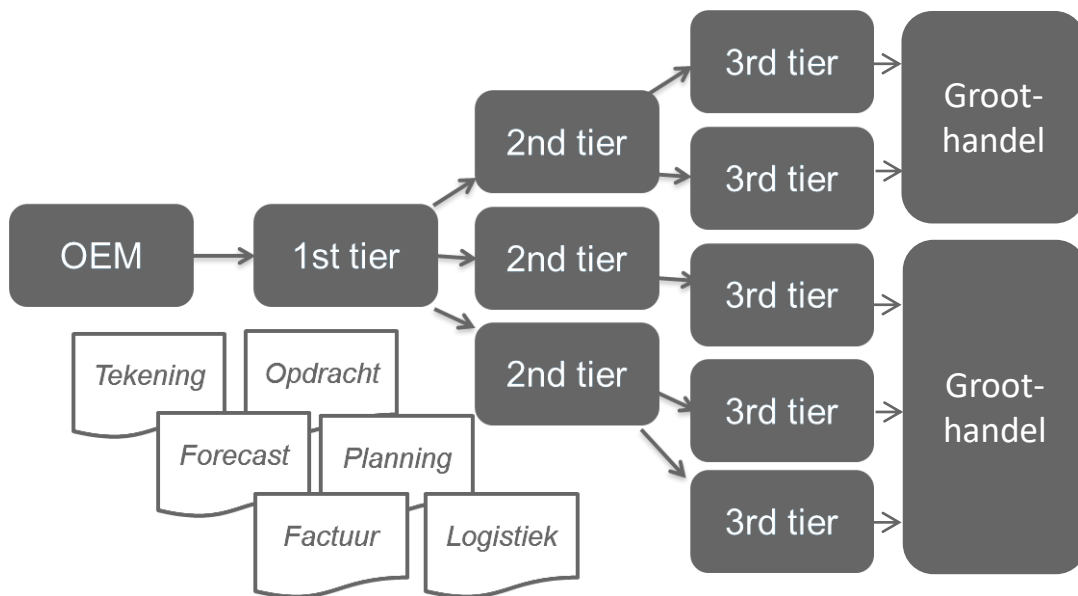 OEM
1st tier
2nd tier
2nd tier
2nd tier
3rd tier
3rd tier
3rd tier
3rd tier
3rd tier
Groot-
handel
Groot-
handel
Tekening
Opdracht
Forecast
Planning
Factuur
Logistiek